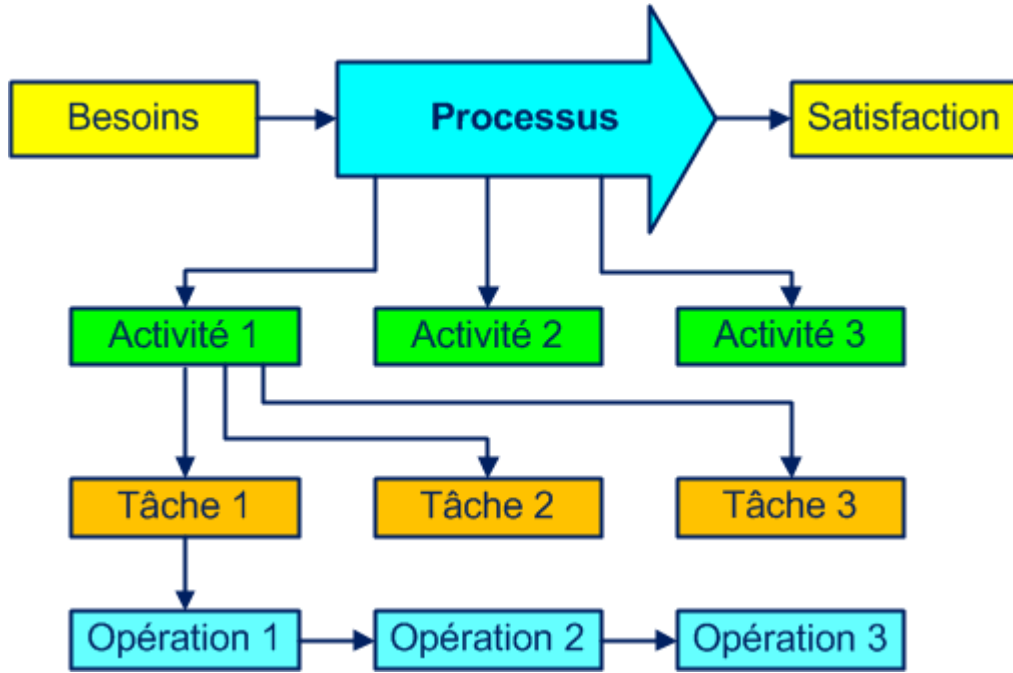 Besoins
Processus
Satisfaction
Activité 1
Activité 2
Activité 3
Tâche 1
Tâche 2
Tâche 3
Opération 1
Opération 2
Opération 3